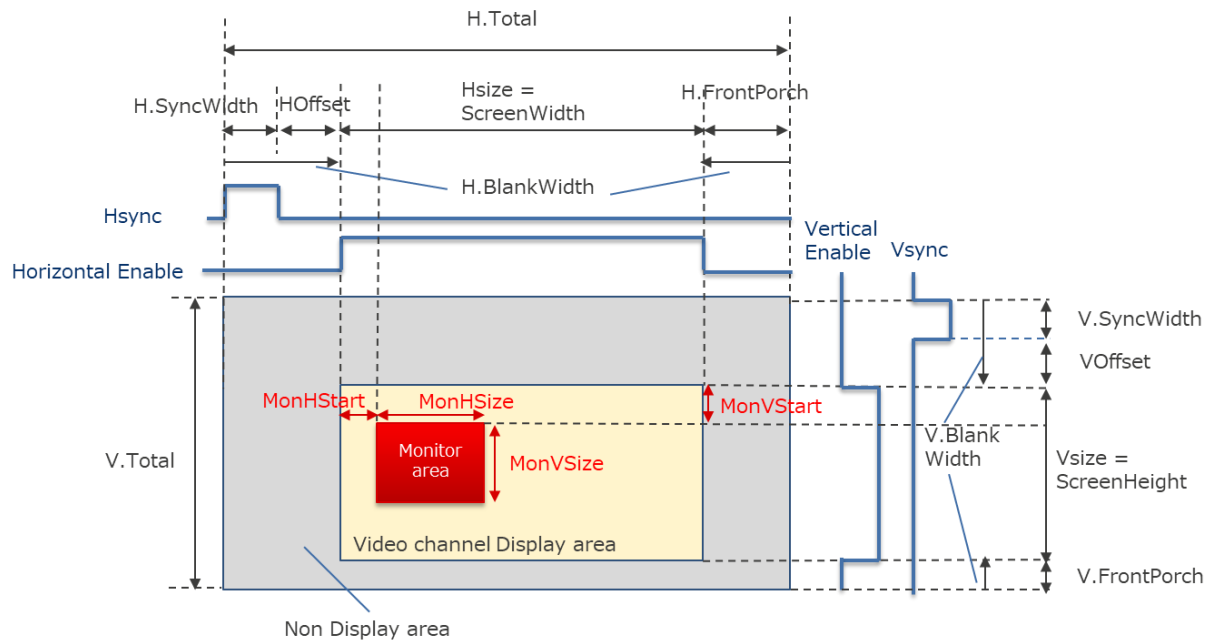 H.Total
H.SyncWidth
HOffset
Hsize =
ScreenWidth
H.FrontPorch
H.BlankWidth
Hsync
Horizontal Enable
Vertical
Enable
Vsync
V.SyncWidth
VOffset
MonHStart
MonHSize
MonVStart
Monitor
area
MonVSize
V.Total
V.Blank
Width
Vsize =
ScreenHeight
Video channel Display area
V.FrontPorch
Non Display area